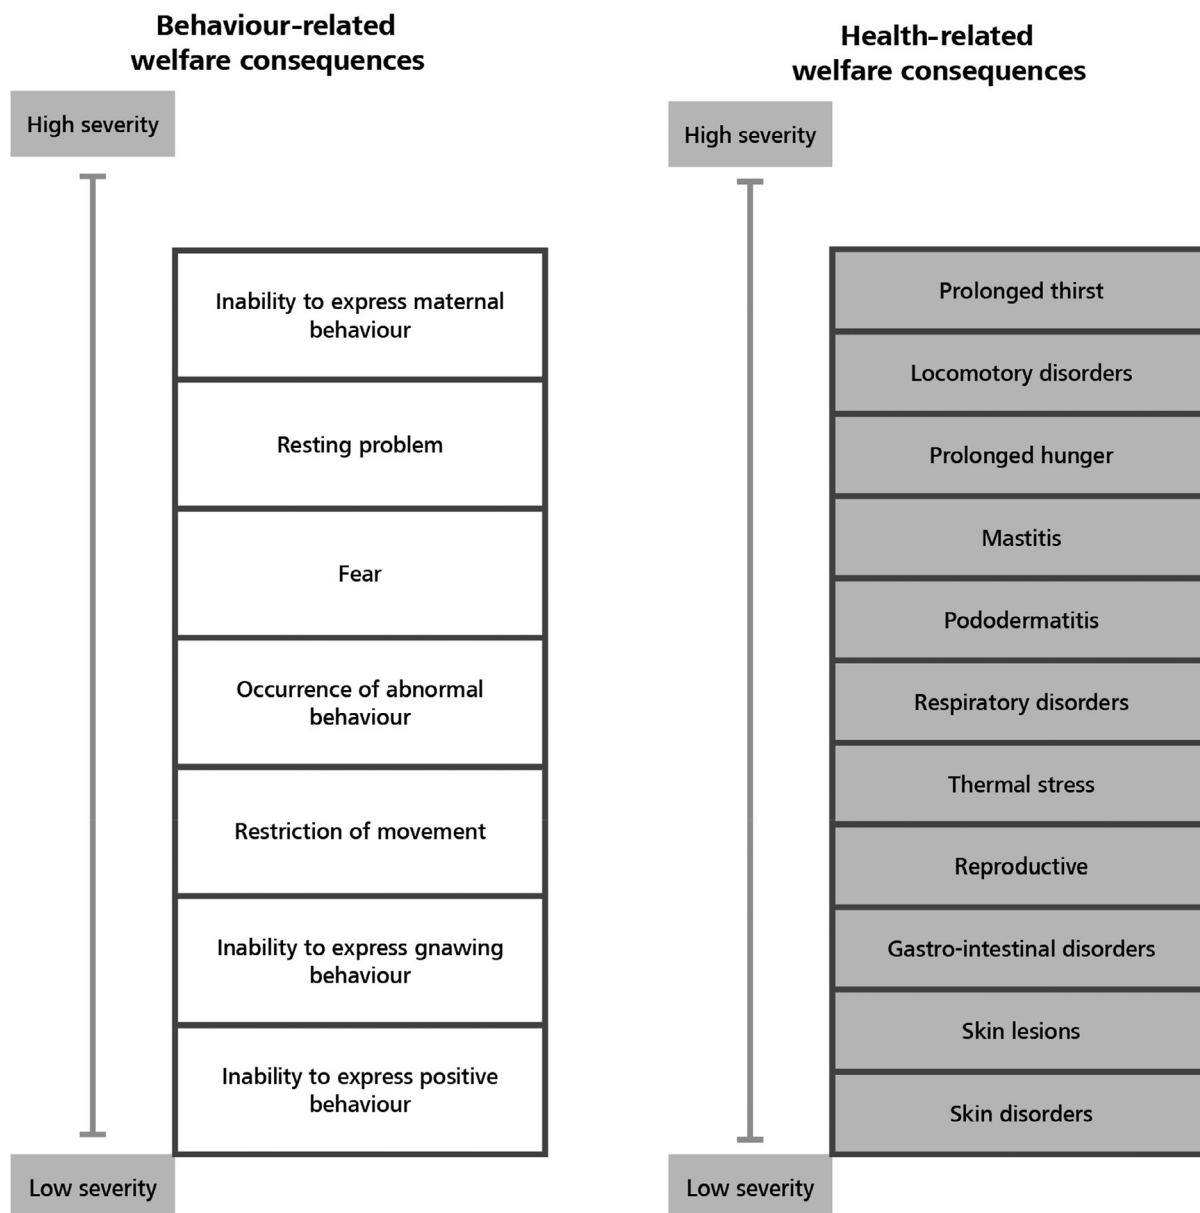 Behaviour-related
welfare consequences
High severity
Inability to express maternal
behaviour
Resting problem
Fear
Occurrence of abnormal
behaviour
Restriction of movement
Inability to express gnawing
behaviour
Inability to express positive
behaviour
Low severity
Health-related
welfare consequences
High severity
Prolonged thirst
Locomotory disorders
Prolonged hunger
Mastitis
Pododermatitis
Respiratory disorders
Thermal stress
Reproductive
Gastro-intestinal disorders
Skin lesions
Skin disorders
Low severity